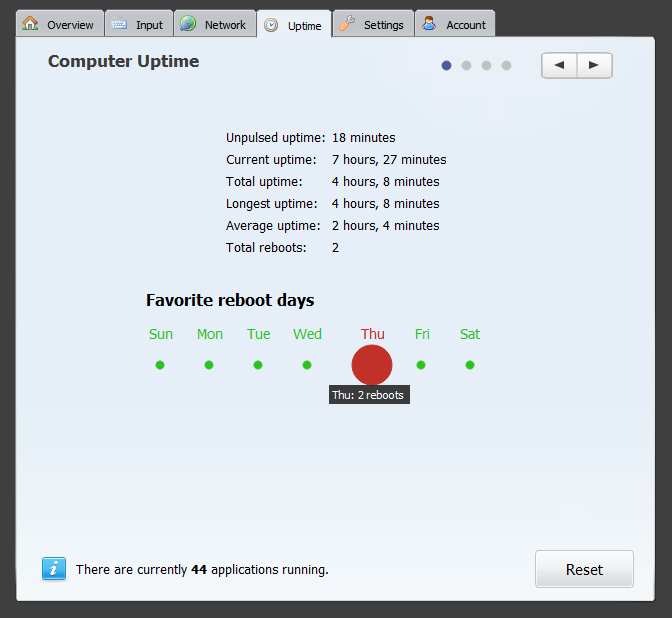 Overview Input Network Uptime Settings Account
Computer Uptime
Unpulsed uptime: 18 minutes
Current uptime: 7 hours, 27 minutes
Total uptime: 4 hours, 8 minutes
Longest uptime: 4 hours, 8 minutes
Average uptime: 2 hours, 4 minutes
Total reboots: 2
Favorite reboot days
Sun Mon Tue Wed Thu Fri Sat
Thu: 2 reboots
There are currently 44 applications running.
Reset